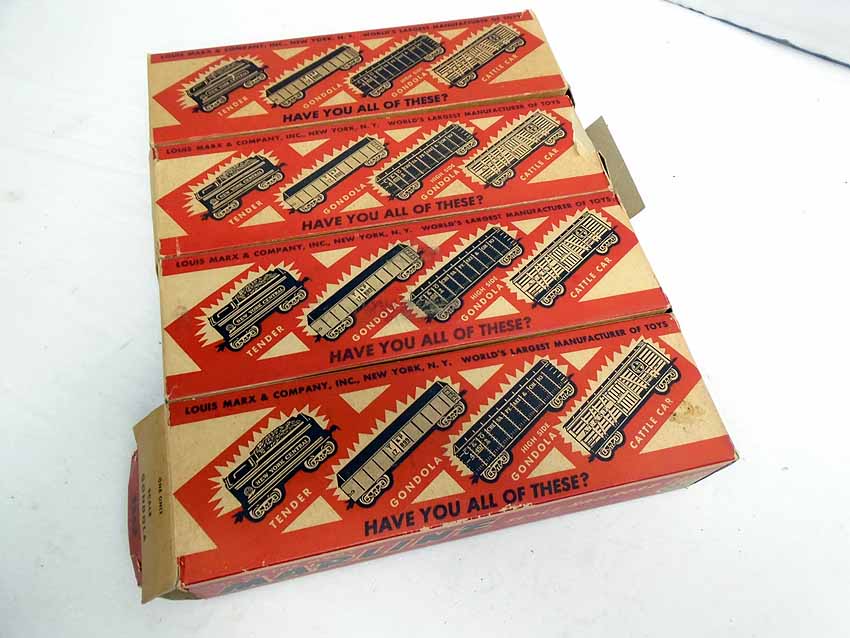 LOUIS MARX & COMPANY, INC., NEW YORK, N. Y. WORLD'S LARGEST MANUFACTURER OF TOYS
TENDER
GONDOLA
HIGH SIDE
GONDOLA
CATTLE CAR
HAVE YOU ALL OF THESE?
LOUIS MARX & COMPANY, INC., NEW YORK, N. Y. WORLD'S LARGEST MANUFACTURER OF TOYS
TENDER
GONDOLA
HIGH SIDE
GONDOLA
CATTLE CAR
HAVE YOU ALL OF THESE?
LOUIS MARX & COMPANY, INC., NEW YORK, N. Y. WORLD'S LARGEST MANUFACTURER OF TOYS
NEW YORK CENTRAL
TENDER
GONDOLA
HIGH SIDE
GONDOLA
CATTLE CAR
HAVE YOU ALL OF THESE?
LOUIS MARX & COMPANY, INC., NEW YORK, N. Y. WORLD'S LARGEST MANUFACTURER OF TOYS
NEW YORK CENTRAL
TENDER
GONDOLA
HIGH SIDE
GONDOLA
CATTLE CAR
HAVE YOU ALL OF THESE?
ONE ONLY
SCALE
GONDOLA
MARLINE